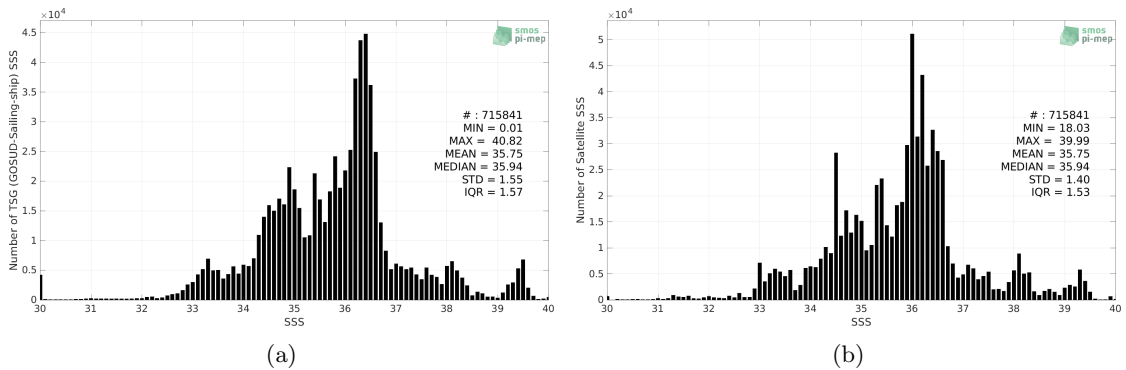 ×10⁴
smos
pi-mep
Number of TSG (GOSUD-Sailing-ship) SSS
4.5
4
3.5
3
2.5
2
1.5
1
0.5
0
# : 715841
MIN = 0.01
MAX = 40.82
MEAN = 35.75
MEDIAN = 35.94
STD = 1.55
IQR = 1.57
30 31 32 33 34 35 36 37 38 39 40
SSS
(a)
×10⁴
smos
pi-mep
Number of Satellite SSS
5
4.5
4
3.5
3
2.5
2
1.5
1
0.5
0
# : 715841
MIN = 18.03
MAX = 39.99
MEAN = 35.75
MEDIAN = 35.94
STD = 1.40
IQR = 1.53
30 31 32 33 34 35 36 37 38 39 40
SSS
(b)